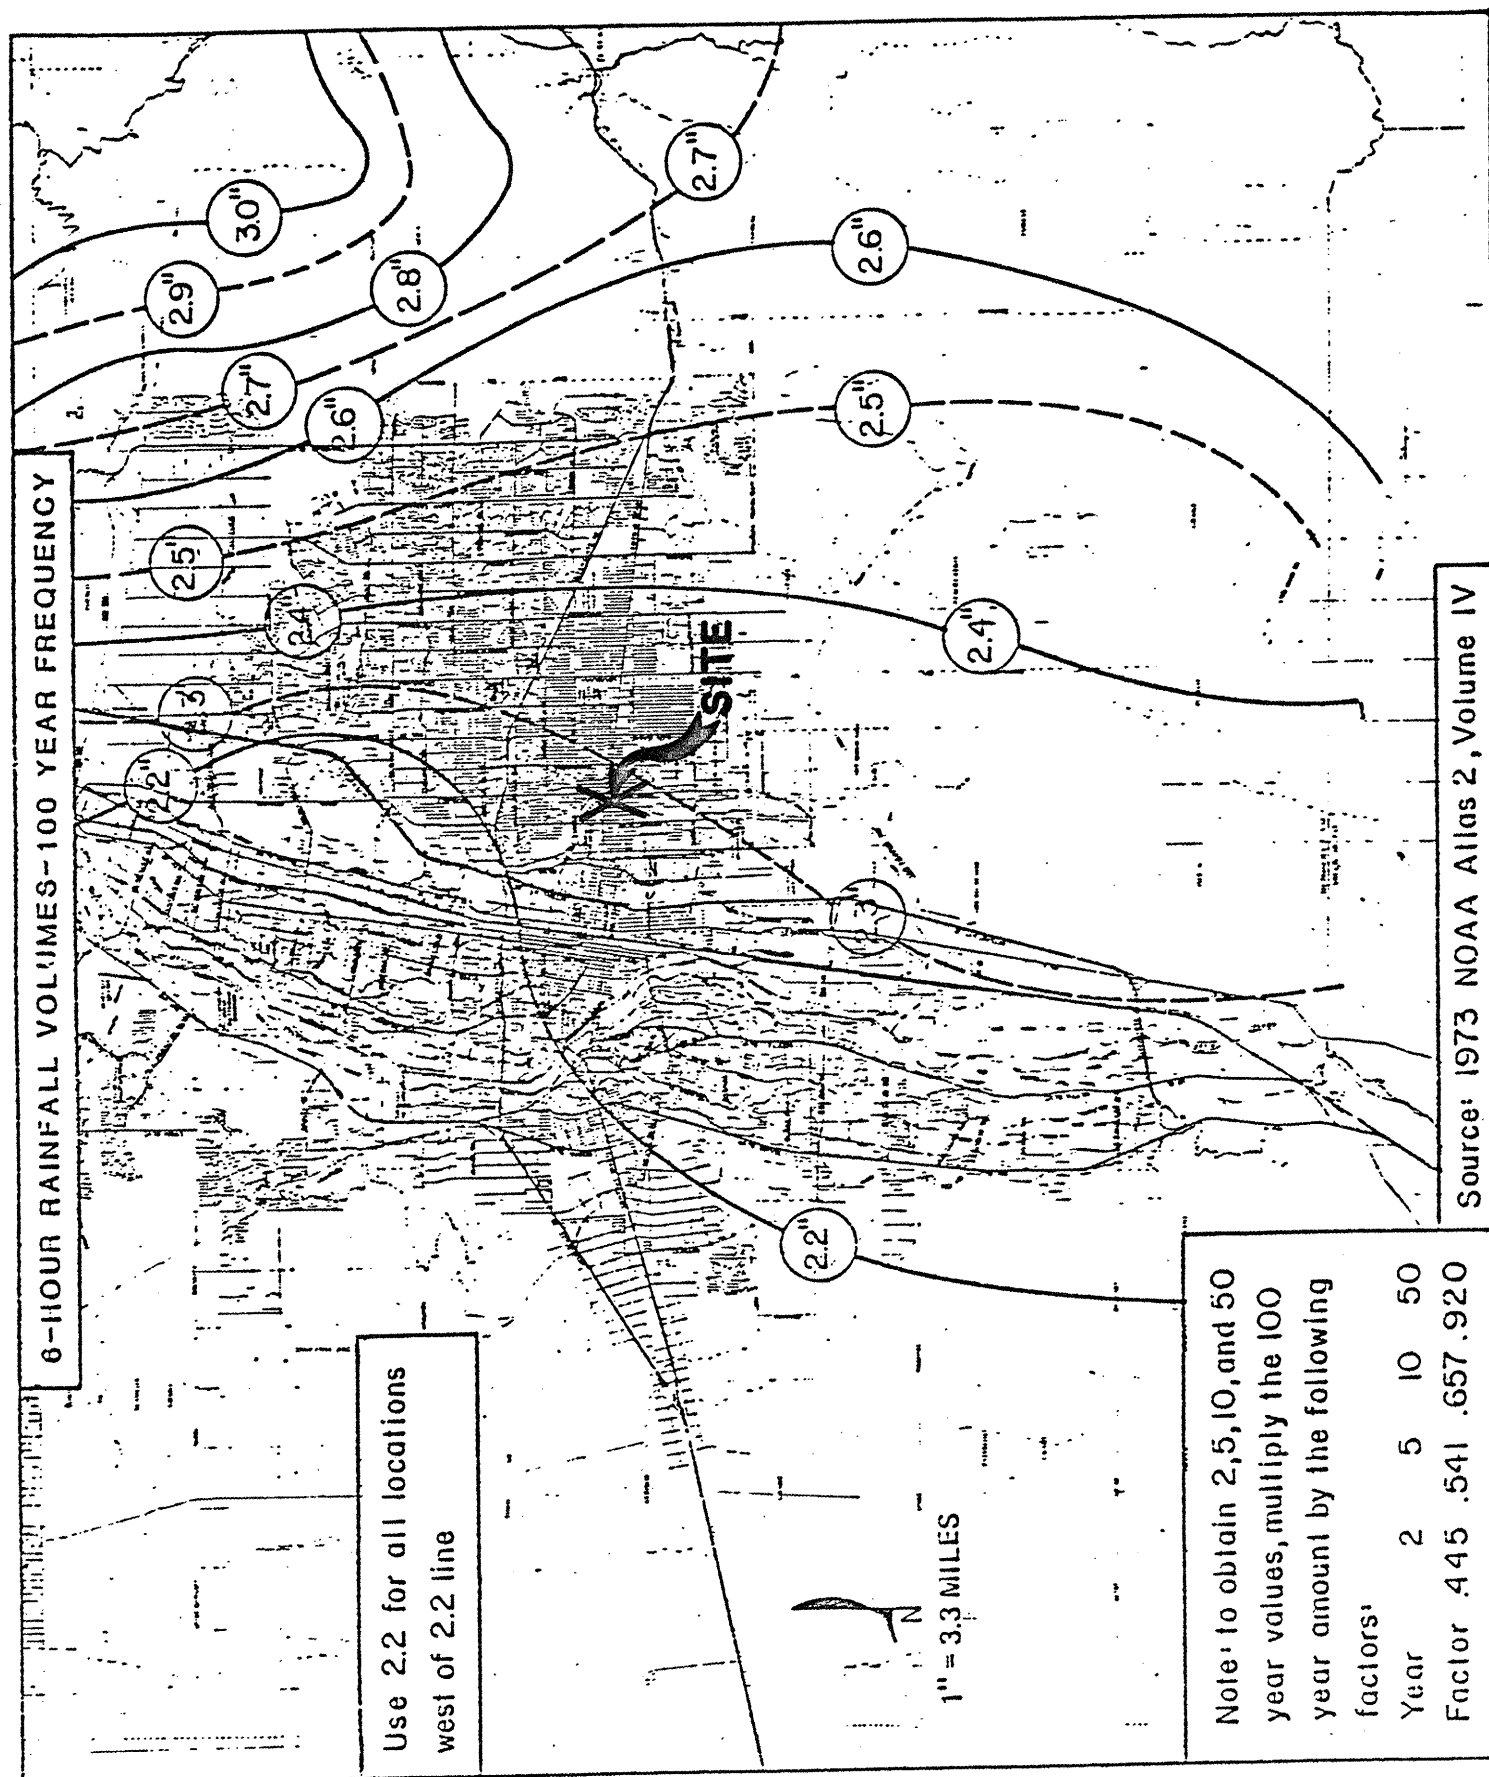 6-HOUR RAINFALL VOLUMES-100 YEAR FREQUENCY
3.0"
2.9"
2.8"
2.7"
2.7"
2.6"
2.6"
2.5"
2.5"
2.4
2.4"
2.2"
2.2"
SITE
Use 2.2 for all locations
west of 2.2 line
N
1" = 3.3 MILES
Note: to obtain 2,5,10, and 50
year values, multiply the 100
year amount by the following
factors:
Year 2 5 10 50
Factor .445 .541 .657 .920
Source: 1973 NOAA Atlas 2, Volume IV